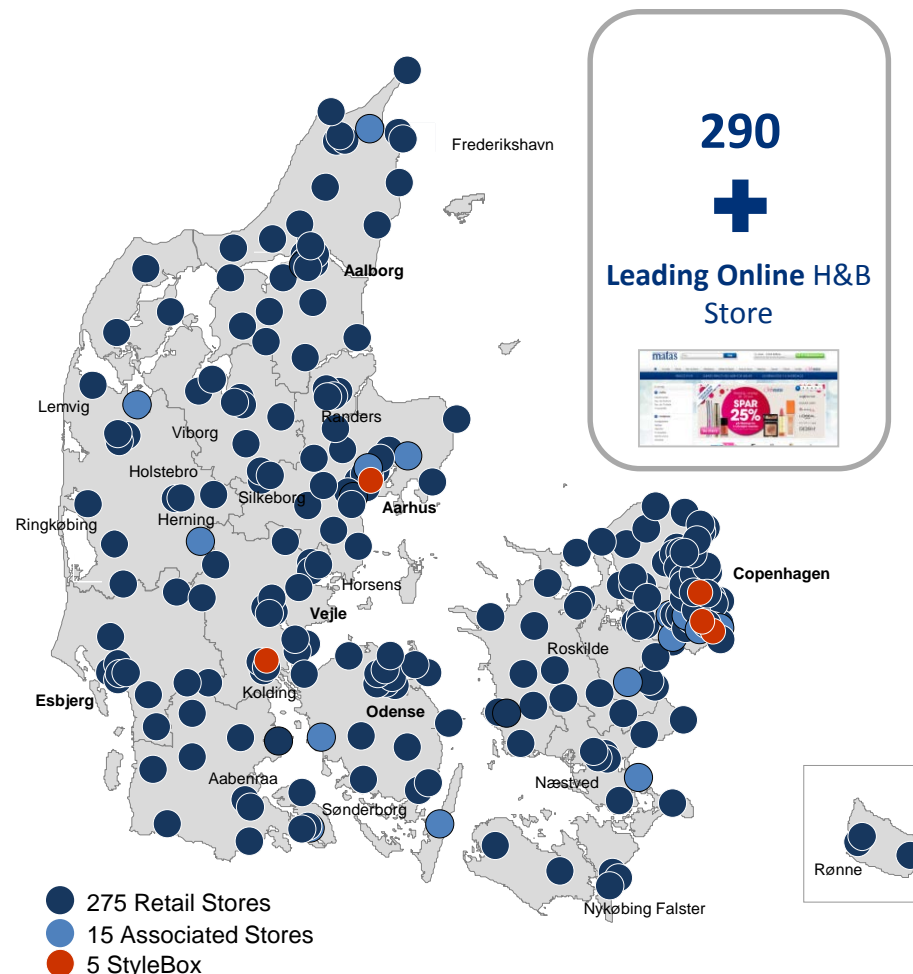 Frederikshavn
290
Leading Online H&B
Store
matas
SPAR
25%
Aalborg
Lemvig
Randers
Viborg
Holstebro
Silkeborg
Aarhus
Ringkøbing
Herning
Horsens
Copenhagen
Vejle
Roskilde
Esbjerg
Kolding
Odense
Aabenraa
Næstved
Sønderborg
Rønne
Nykøbing Falster
275 Retail Stores
15 Associated Stores
5 StyleBox